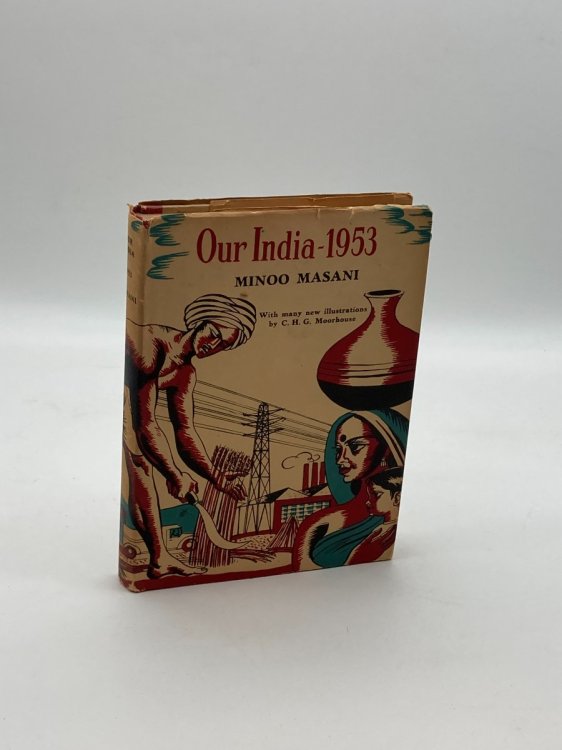 Our India-1953
MINOO MASANI
With many new illustrations
by C. H. G. Moorhouse